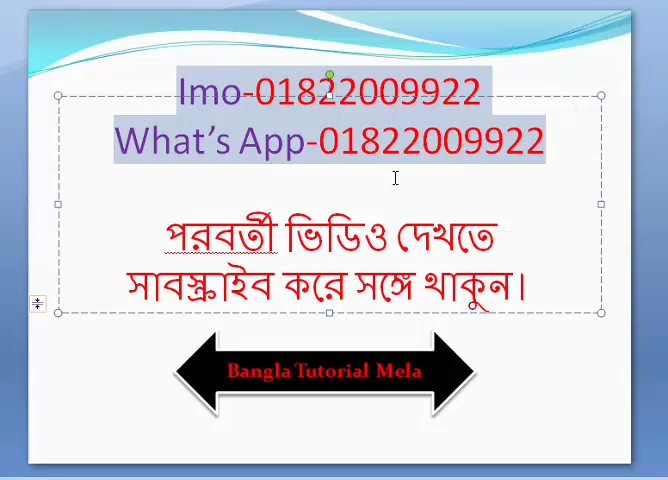 Imo-01822009922
What’s App-01822009922
পরবর্তী ভিডিও দেখতে
সাবস্ক্রাইব করে সঙ্গে থাকুন।
Bangla Tutorial Mela